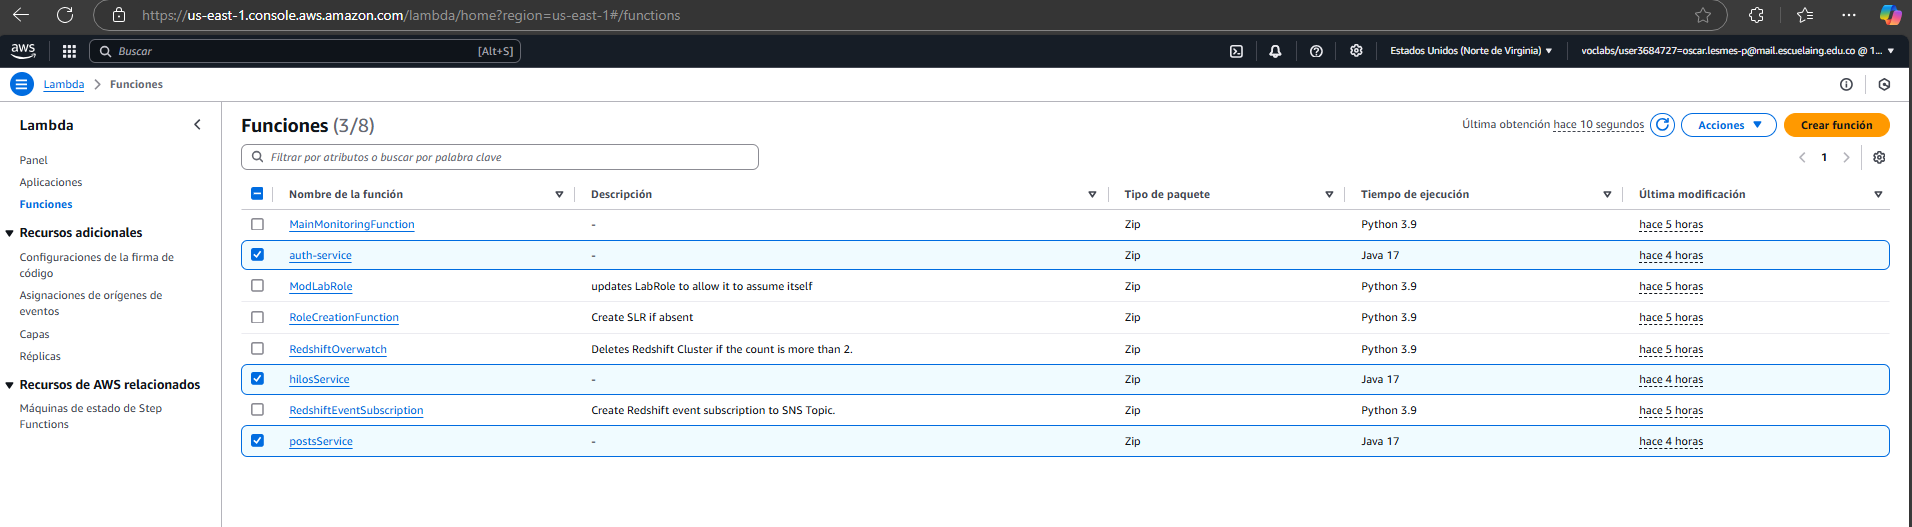 https://us-east-1.console.aws.amazon.com/lambda/home?region=us-east-1#/functions
aws
Buscar
[Alt+S]
Estados Unidos (Norte de Virginia)
voclabs/user3684727=oscar.lesmes-p@mail.escuelaing.edu.co @ 1...
Lambda > Funciones
Lambda
Panel
Aplicaciones
Funciones
Recursos adicionales
Configuraciones de la firma de
código
Asignaciones de orígenes de
eventos
Capas
Réplicas
Recursos de AWS relacionados
Máquinas de estado de Step
Functions
Funciones (3/8)
Última obtención hace 10 segundos
Acciones
Crear función
Filtrar por atributos o buscar por palabra clave
1
Nombre de la función Descripción Tipo de paquete Tiempo de ejecución Última modificación
MainMonitoringFunction - Zip Python 3.9 hace 5 horas
auth-service - Zip Java 17 hace 4 horas
ModLabRole updates LabRole to allow it to assume itself Zip Python 3.9 hace 5 horas
RoleCreationFunction Create SLR if absent Zip Python 3.9 hace 5 horas
RedshiftOverwatch Deletes Redshift Cluster if the count is more than 2. Zip Python 3.9 hace 5 horas
hilosService - Zip Java 17 hace 4 horas
RedshiftEventSubscription Create Redshift event subscription to SNS Topic. Zip Python 3.9 hace 5 horas
postsService - Zip Java 17 hace 4 horas